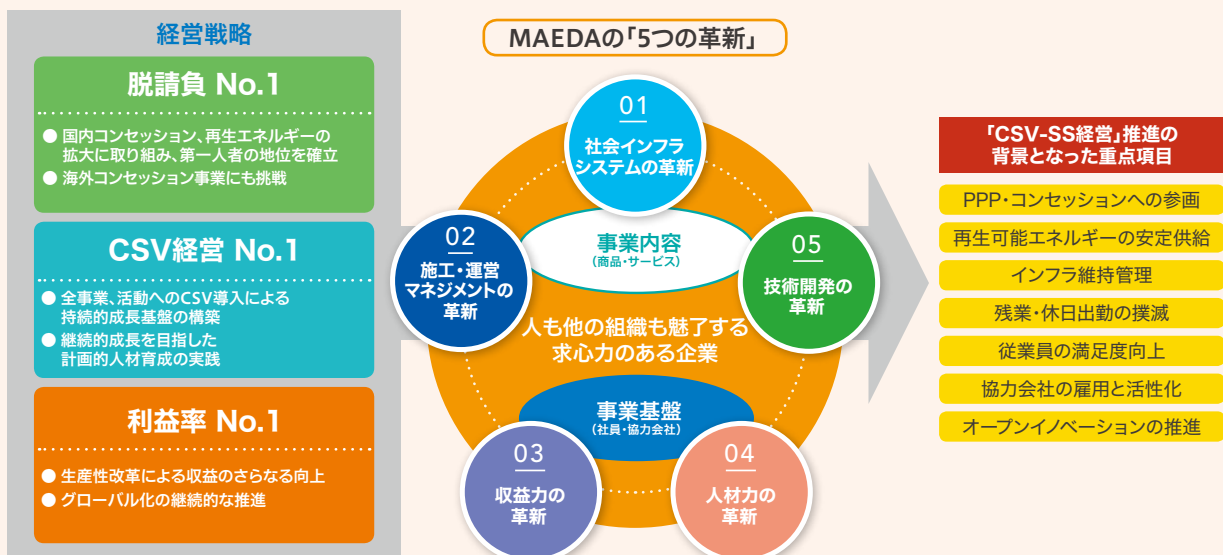 経営戦略
脱請負 No.1
● 国内コンセッション、再生エネルギーの
拡大に取り組み、第一人者の地位を確立
● 海外コンセッション事業にも挑戦
CSV経営 No.1
● 全事業、活動へのCSV導入による
持続的成長基盤の構築
● 継続的成長を目指した
計画的人材育成の実践
利益率 No.1
● 生産性改革による収益のさらなる向上
● グローバル化の継続的な推進
MAEDAの「5つの革新」
01
社会インフラ
システムの革新
02
施工・運営
マネジメントの
革新
事業内容
(商品・サービス)
05
技術開発の
革新
人も他の組織も魅了する
求心力のある企業
事業基盤
(社員・協力会社)
03
収益力の
革新
04
人材力の
革新
「CSV-SS経営」推進の
背景となった重点項目
PPP・コンセッションへの参画
再生可能エネルギーの安定供給
インフラ維持管理
残業・休日出勤の撲滅
従業員の満足度向上
協力会社の雇用と活性化
オープンイノベーションの推進